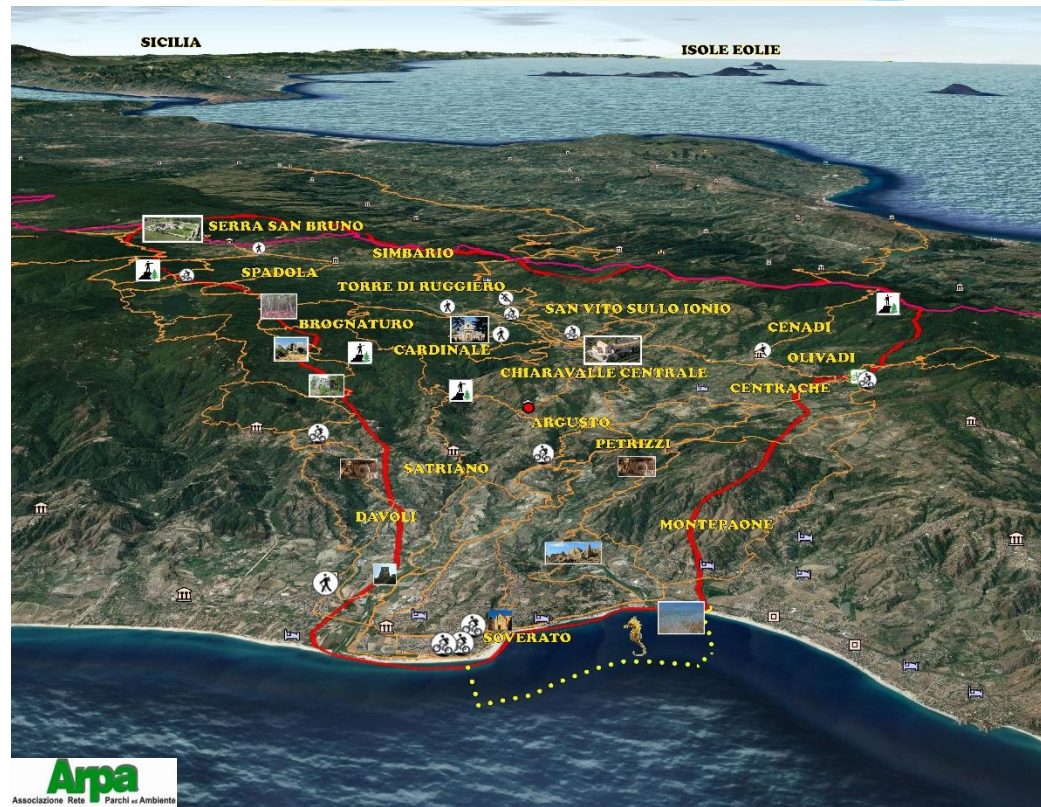 SICILIA
ISOLE EOLIE
SERRA SAN BRUNO
SIMBARIO
SPADOLA
TORRE DI RUGGIERO
SAN VITO SULLO IONIO
BROGNATURO
CENADI
CARDINALE
OLIVADI
CHIARAVALLE CENTRALE
CENTRACHE
ARGUSTO
PETRIZZI
SATRIANO
DAVOLI
MONTEPAONE
SOVERATO
Arpa
Associazione Rete Parchi ed Ambiente